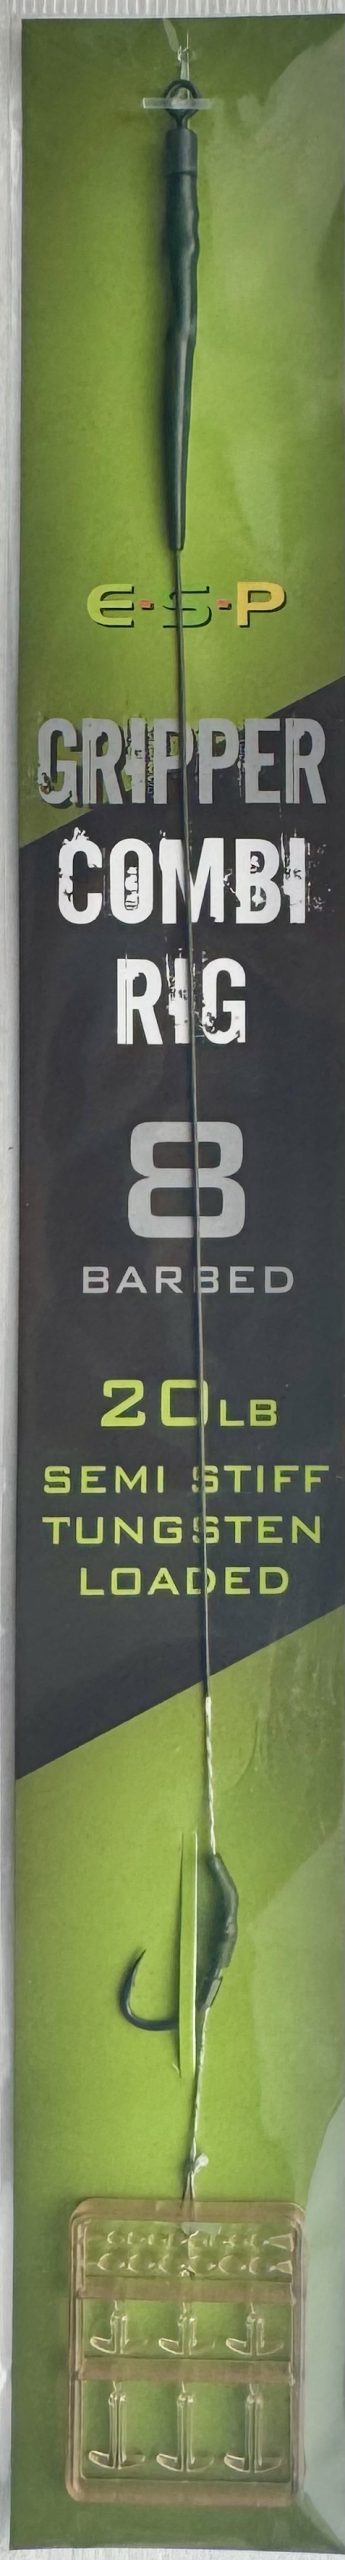 E·S·P
GRIPPER
COMBI
RIG
8
BARBED
20LB
SEMI STIFF
TUNGSTEN
LOADED